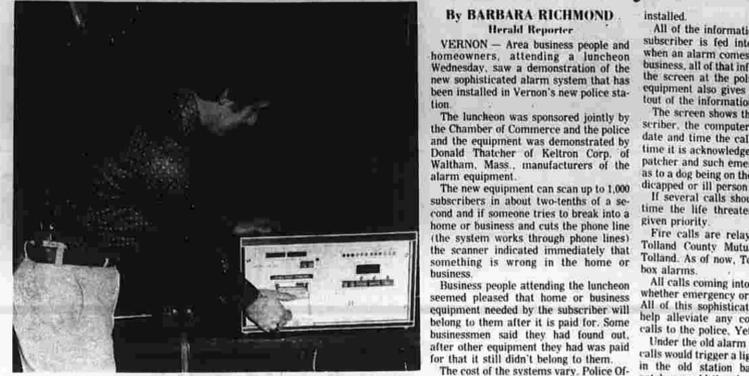 By BARBARA RICHMOND
Herald Reporter
VERNON — Area business people and
homeowners, attending a luncheon
Wednesday, saw a demonstration of the
new sophisticated alarm system that has
been installed in Vernon's new police sta-
tion.
The luncheon was sponsored jointly by
the Chamber of Commerce and the police
and the equipment was demonstrated by
Donald Thatcher of Keltron Corp. of
Waltham, Mass., manufacturers of the
alarm equipment.
The new equipment can scan up to 1,000
subscribers in about two-tenths of a se-
cond and if someone tries to break into a
home or business and cuts the phone line
(the system works through phone lines)
the scanner indicated immediately that
something is wrong in the home or
business.
Business people attending the luncheon
seemed pleased that home or business
equipment needed by the subscriber will
belong to them after it is paid for. Some
businessmen said they had found out,
after other equipment they had was paid
for that it still didn't belong to them.
The cost of the systems vary. Police Of-
installed.
All of the informati
subscriber is fed int
when an alarm comes
business, all of that inf
the screen at the pol
equipment also gives
tout of the information
The screen shows th
scriber, the computer
date and time the cal
time it is acknowledge
patcher and such eme
as to a dog being on the
dicapped or ill person
If several calls shou
time the life threate
given priority.
Fire calls are relay
Tolland County Mutu
Tolland. As of now, To
box alarms.
All calls coming into
whether emergency or
All of this sophisticat
help alleviate any co
calls to the police. Yet
Under the old alarm
calls would trigger a lig
in the old station b